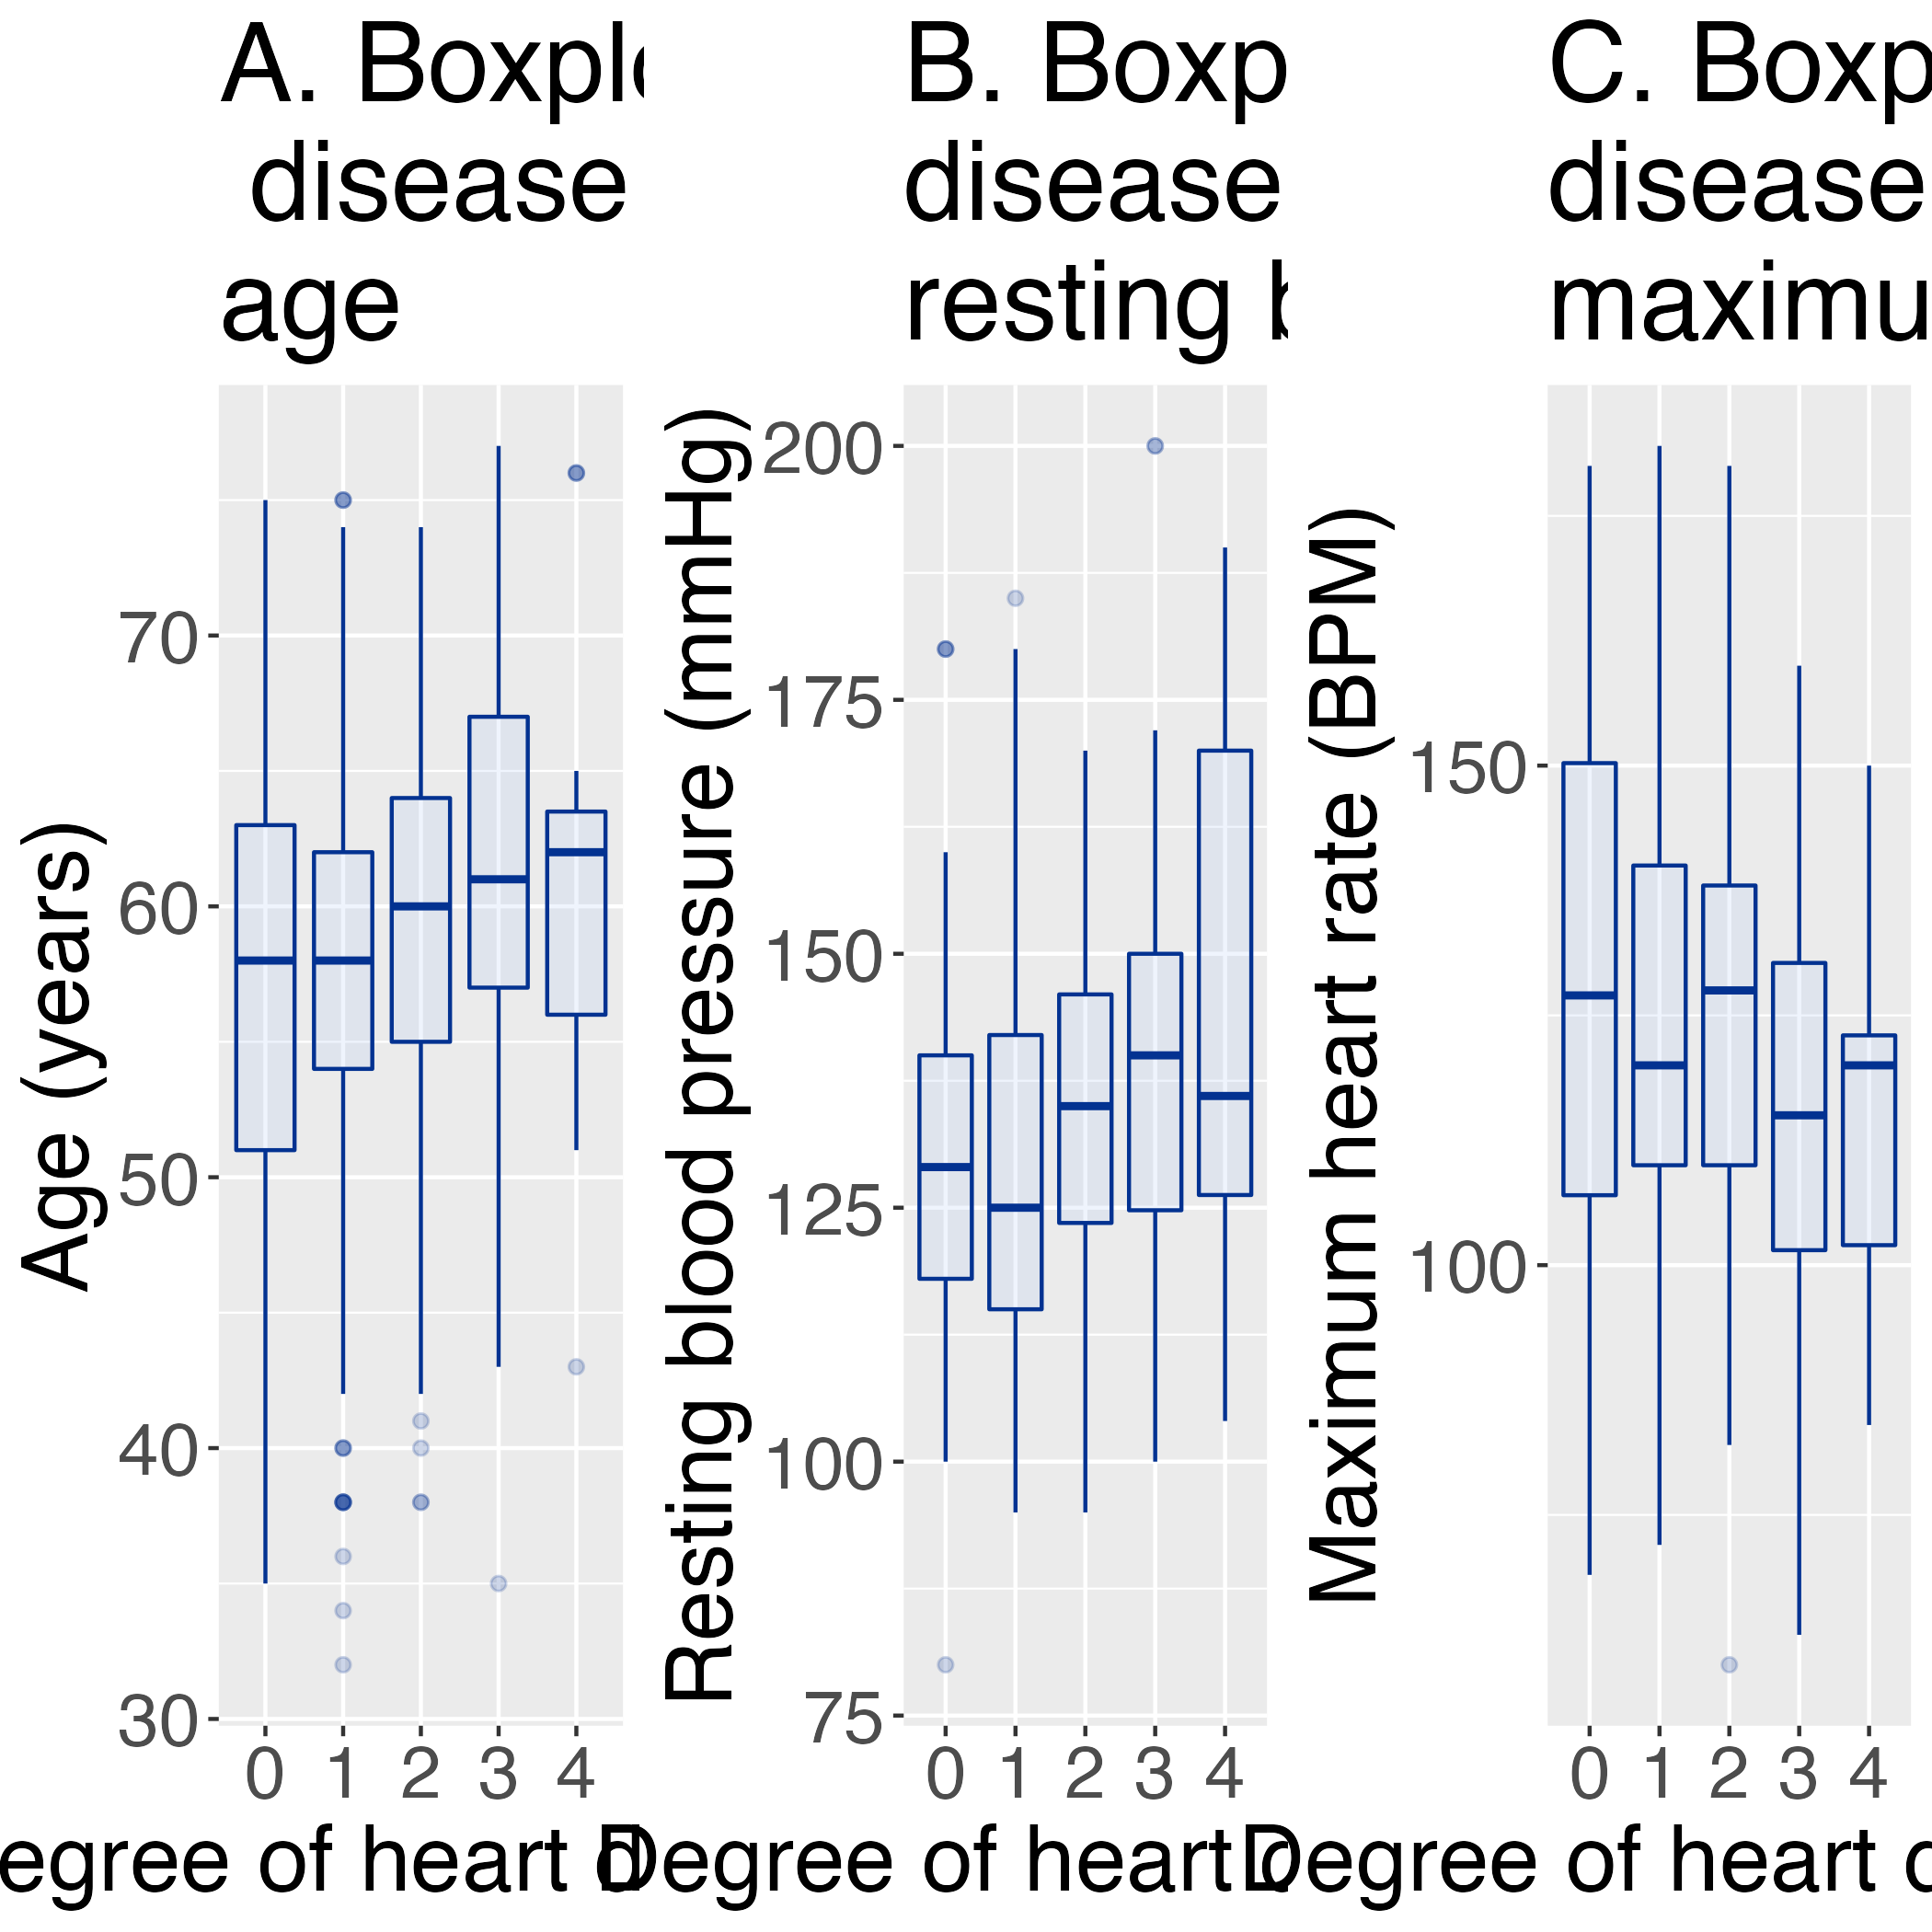 A. Boxpl
disease
age
Age (years)
70
60
50
40
30
0 1 2 3 4
egree of heart
B. Boxp
disease
resting
Resting blood pressure (mmHg)
200
175
150
125
100
75
0 1 2 3 4
Degree of heart
C. Boxp
disease
maximu
Maximum heart rate (BPM)
150
100
0 1 2 3 4
Degree of heart